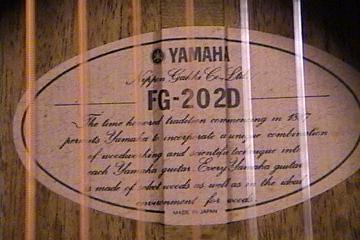 YAMAHA
Nippon Gakki Co., Ltd.
FG-202D
The time honored tradition commencing in 1887
permits Yamaha to incorporate a unique combination
of woodworking and scientific technique into
each Yamaha guitar. Every Yamaha guitar
is made of select woods as well as in the ideal
environment for woods.
MADE IN JAPAN